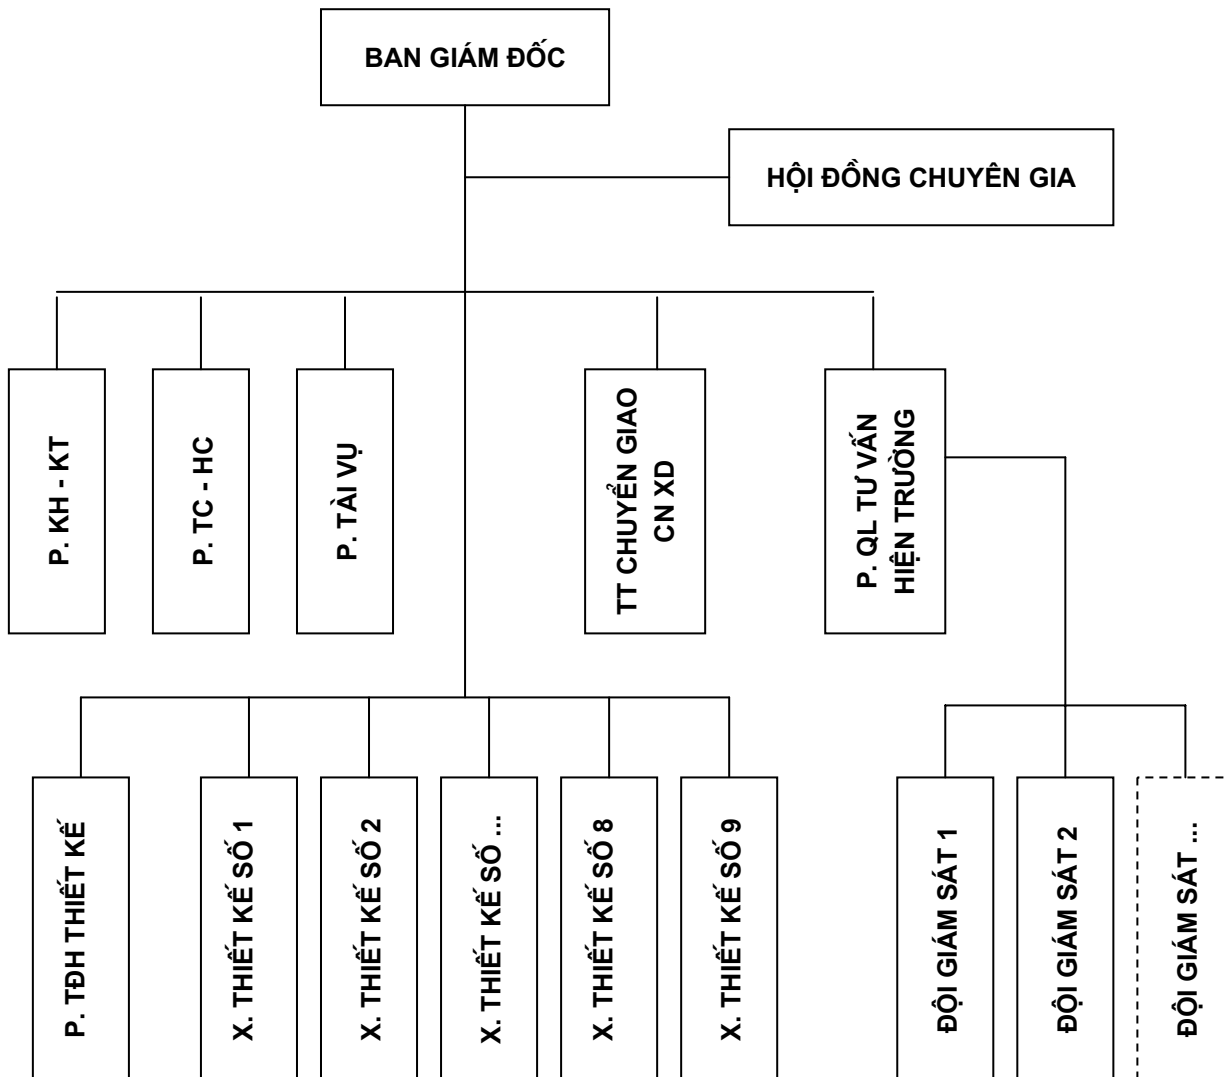 BAN GIÁM ĐỐC
HỘI ĐỒNG CHUYÊN GIA
P. KH - KT
P. TC - HC
P. TÀI VỤ
TT CHUYỂN GIAO
CN XD
P. QL TƯ VẤN
HIỆN TRƯỜNG
P. TĐH THIẾT KẾ
X. THIẾT KẾ SỐ 1
X. THIẾT KẾ SỐ 2
X. THIẾT KẾ SỐ ...
X. THIẾT KẾ SỐ 8
X. THIẾT KẾ SỐ 9
ĐỘI GIÁM SÁT 1
ĐỘI GIÁM SÁT 2
ĐỘI GIÁM SÁT ...